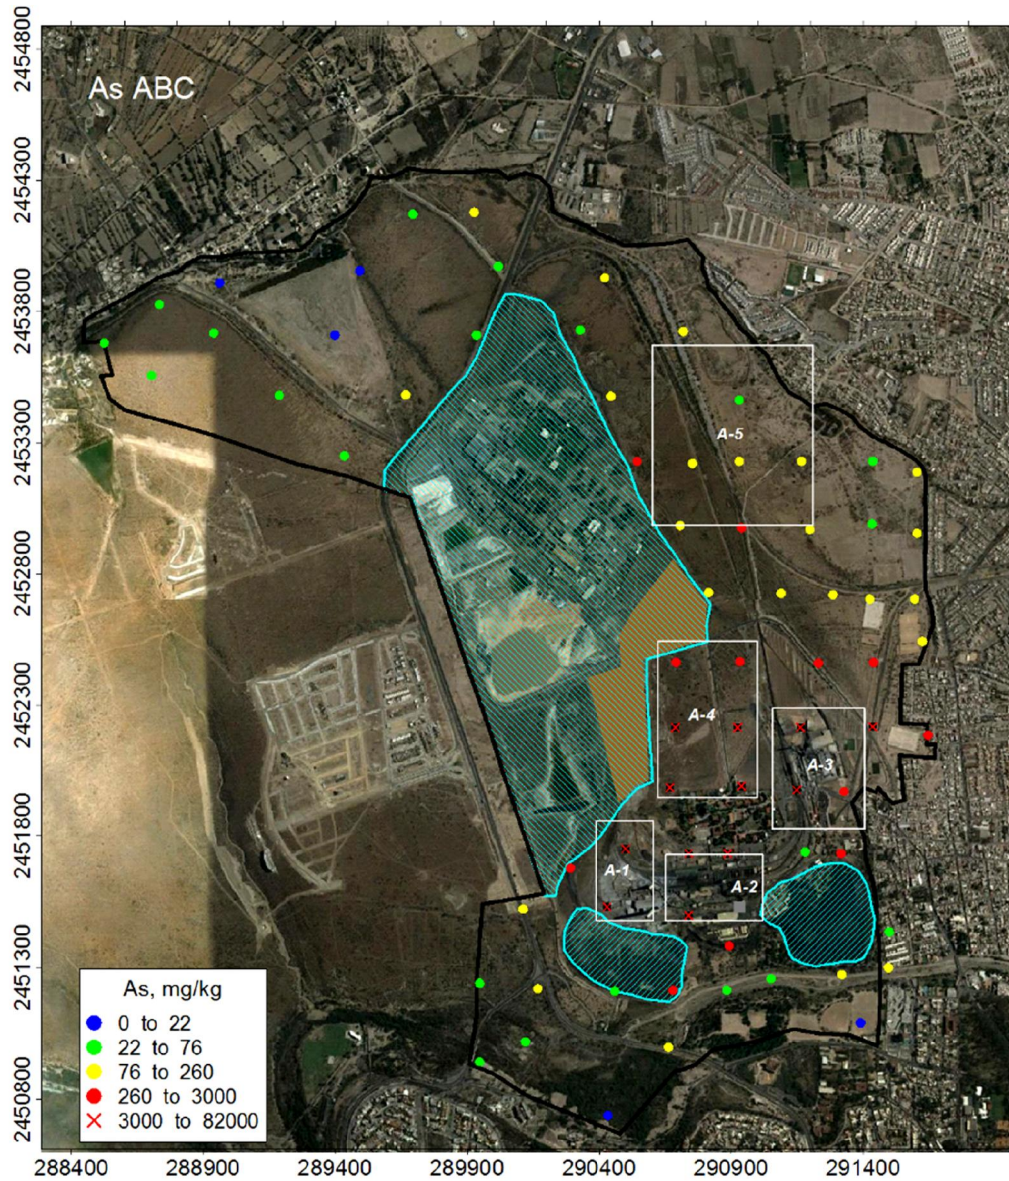 As ABC
2454800
2454300
2453800
2453300
2452800
2452300
2451800
2451300
2450800
A-5
A-4
A-3
A-1
A-2
As, mg/kg
0 to 22
22 to 76
76 to 260
260 to 3000
3000 to 82000
288400 288900 289400 289900 290400 290900 291400